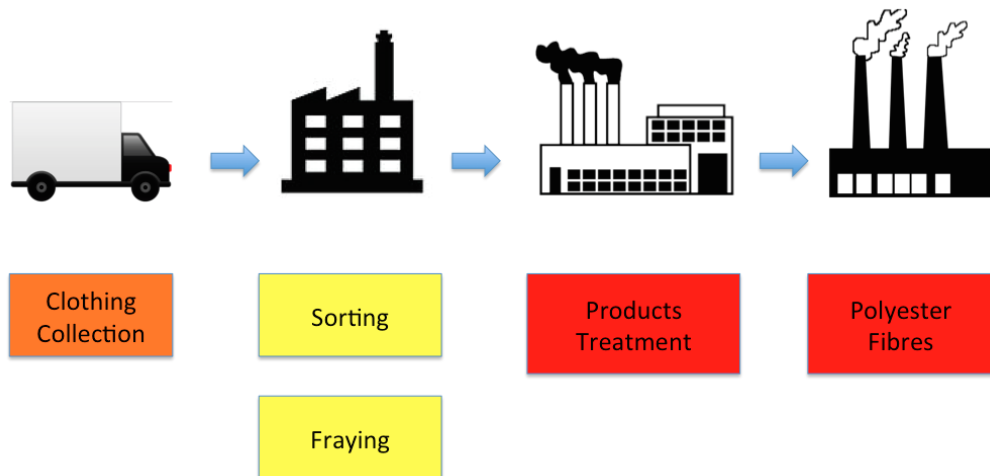 Clothing
Collection
Sorting
Products
Treatment
Polyester
Fibres
Fraying